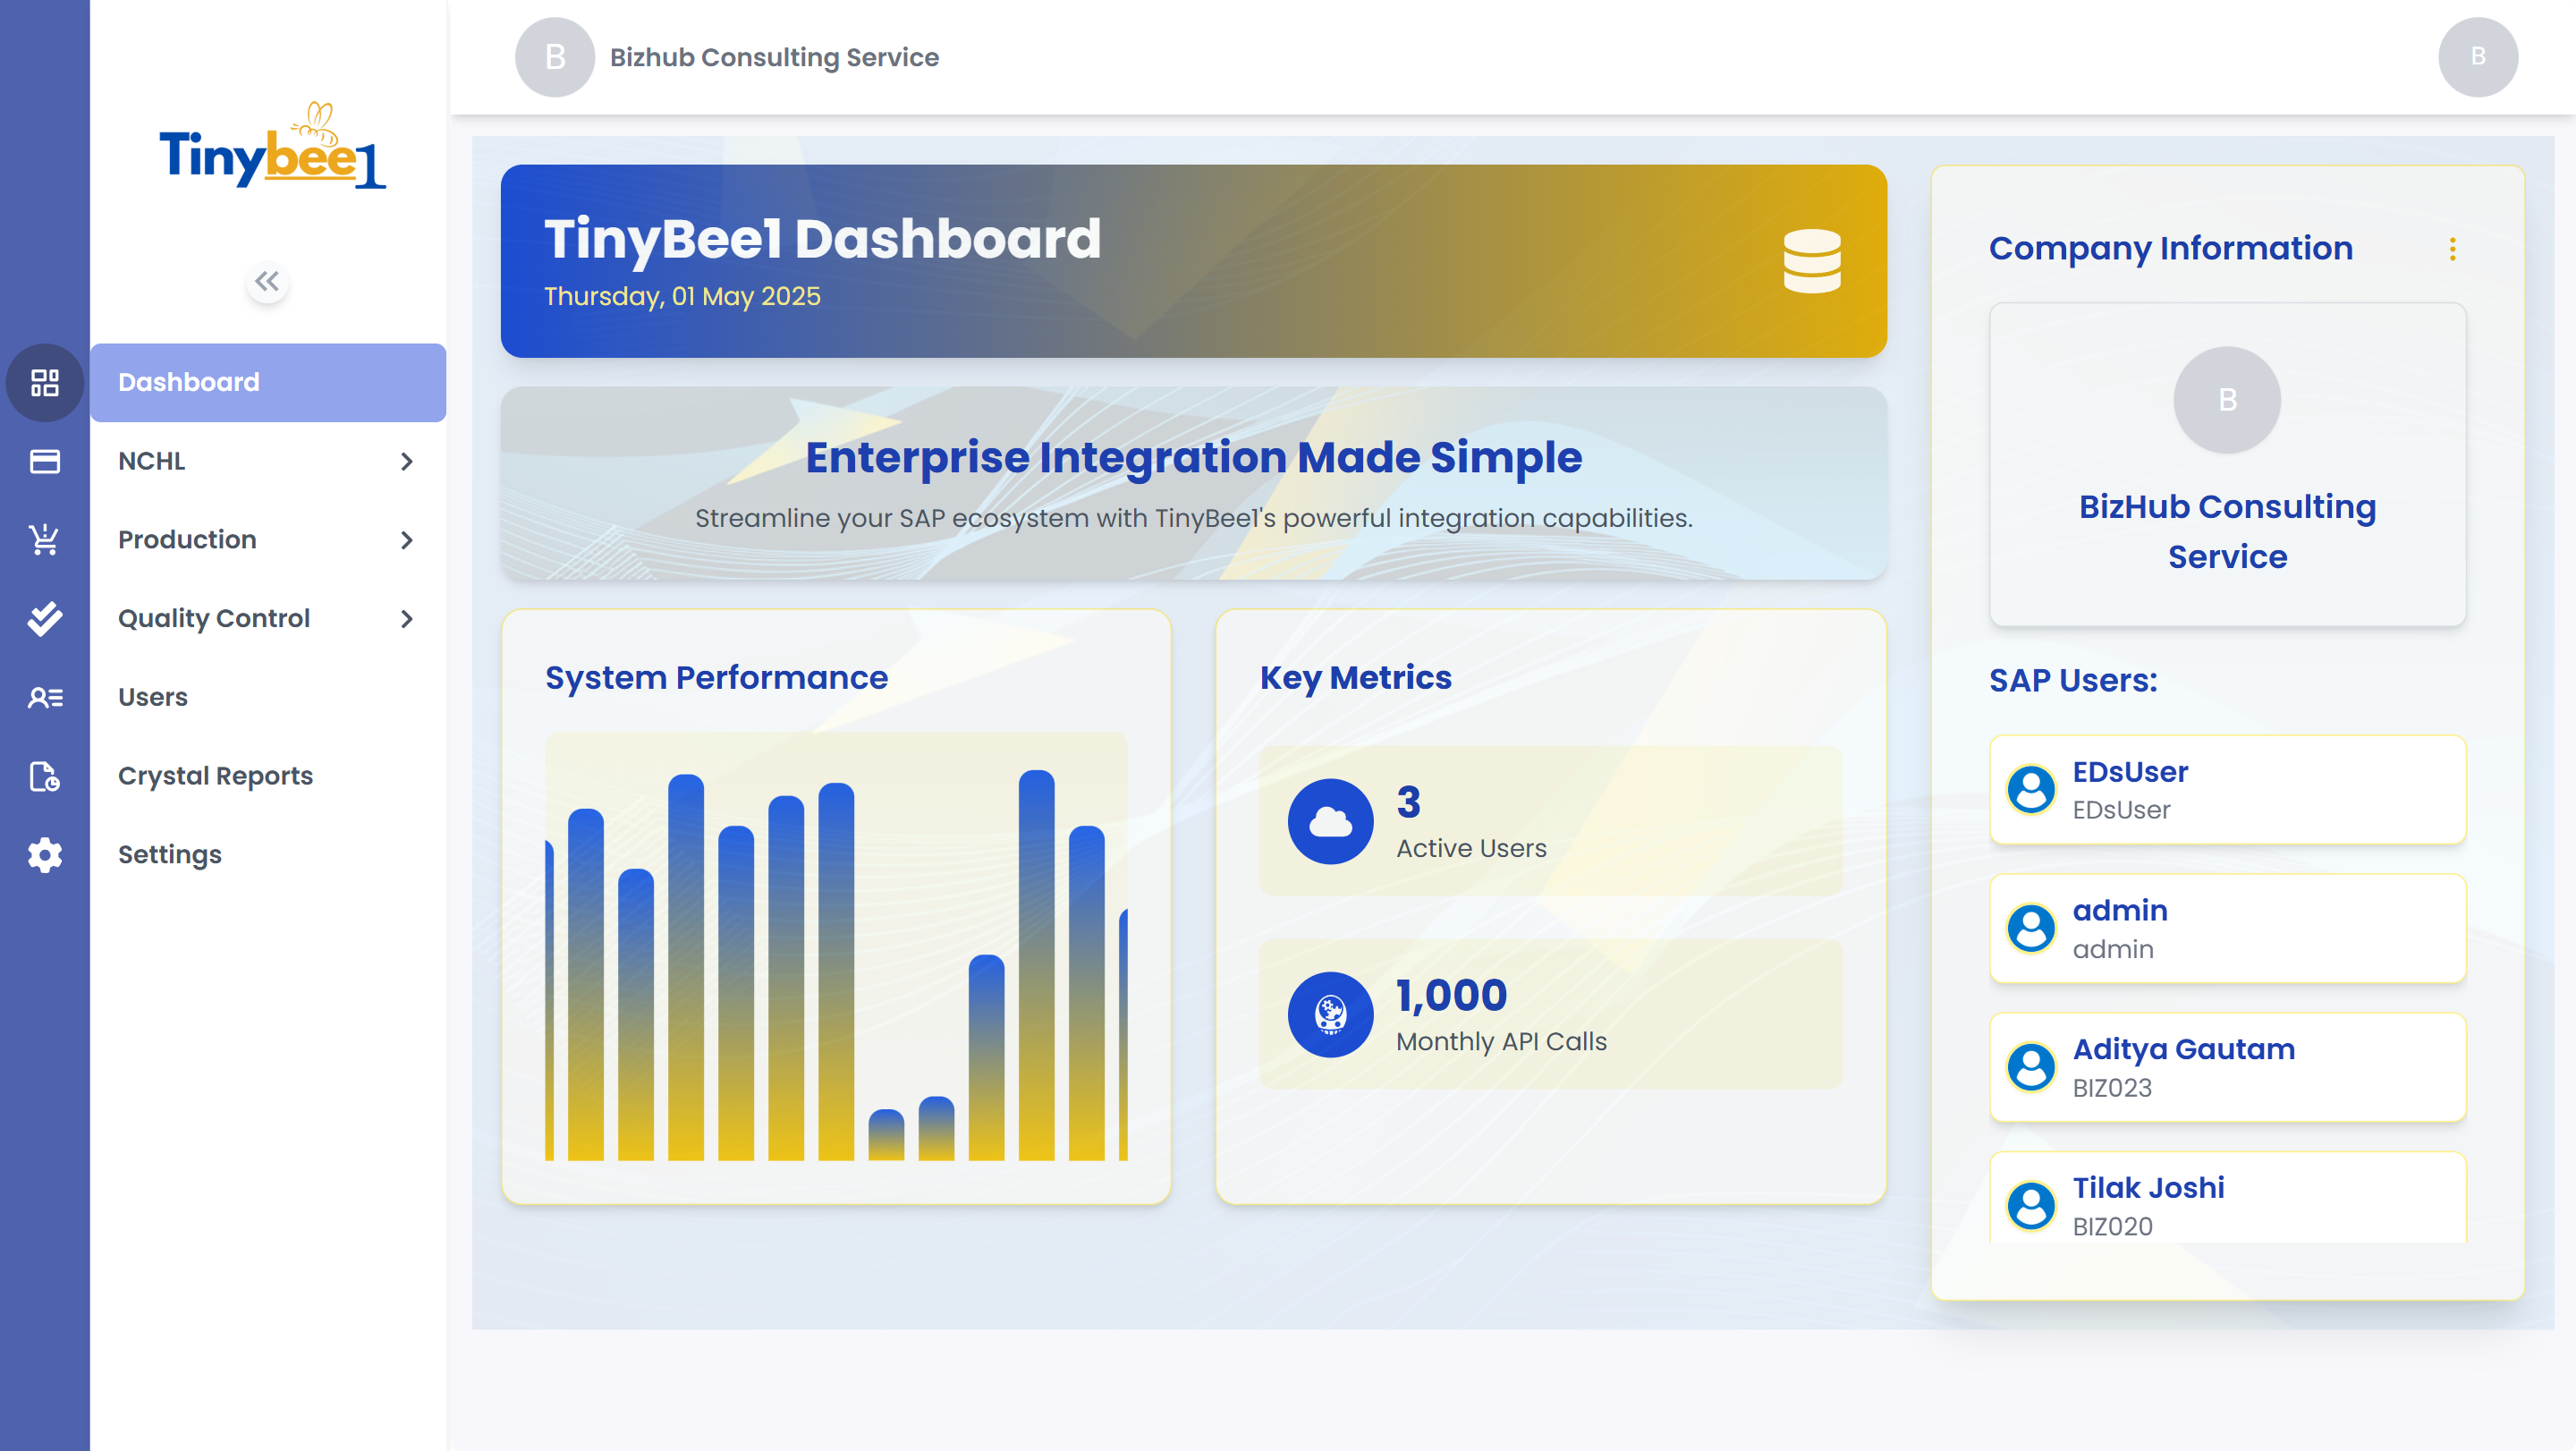 Tinybee1
Dashboard
NCHL
Production
Quality Control
Users
Crystal Reports
Settings
B
Bizhub Consulting Service
B
TinyBee1 Dashboard
Thursday, 01 May 2025
Enterprise Integration Made Simple
Streamline your SAP ecosystem with TinyBee1's powerful integration capabilities.
System Performance
Key Metrics
3
Active Users
1,000
Monthly API Calls
Company Information
B
BizHub Consulting
Service
SAP Users:
EDsUser
EDsUser
admin
admin
Aditya Gautam
BIZ023
Tilak Joshi
BIZ020